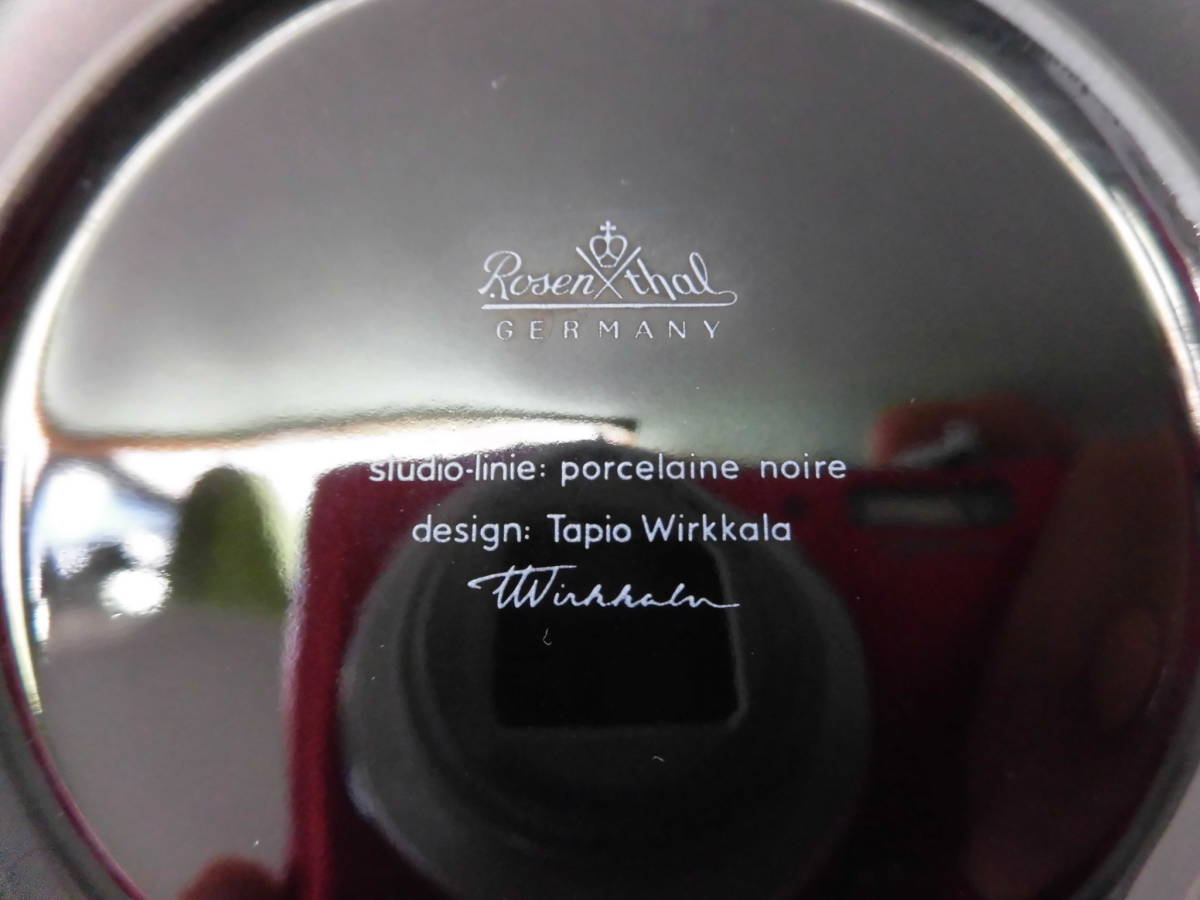 Rosenthal
GERMANY
studio-linie: porcelaine noire
design: Tapio Wirkkala
TWirkkala